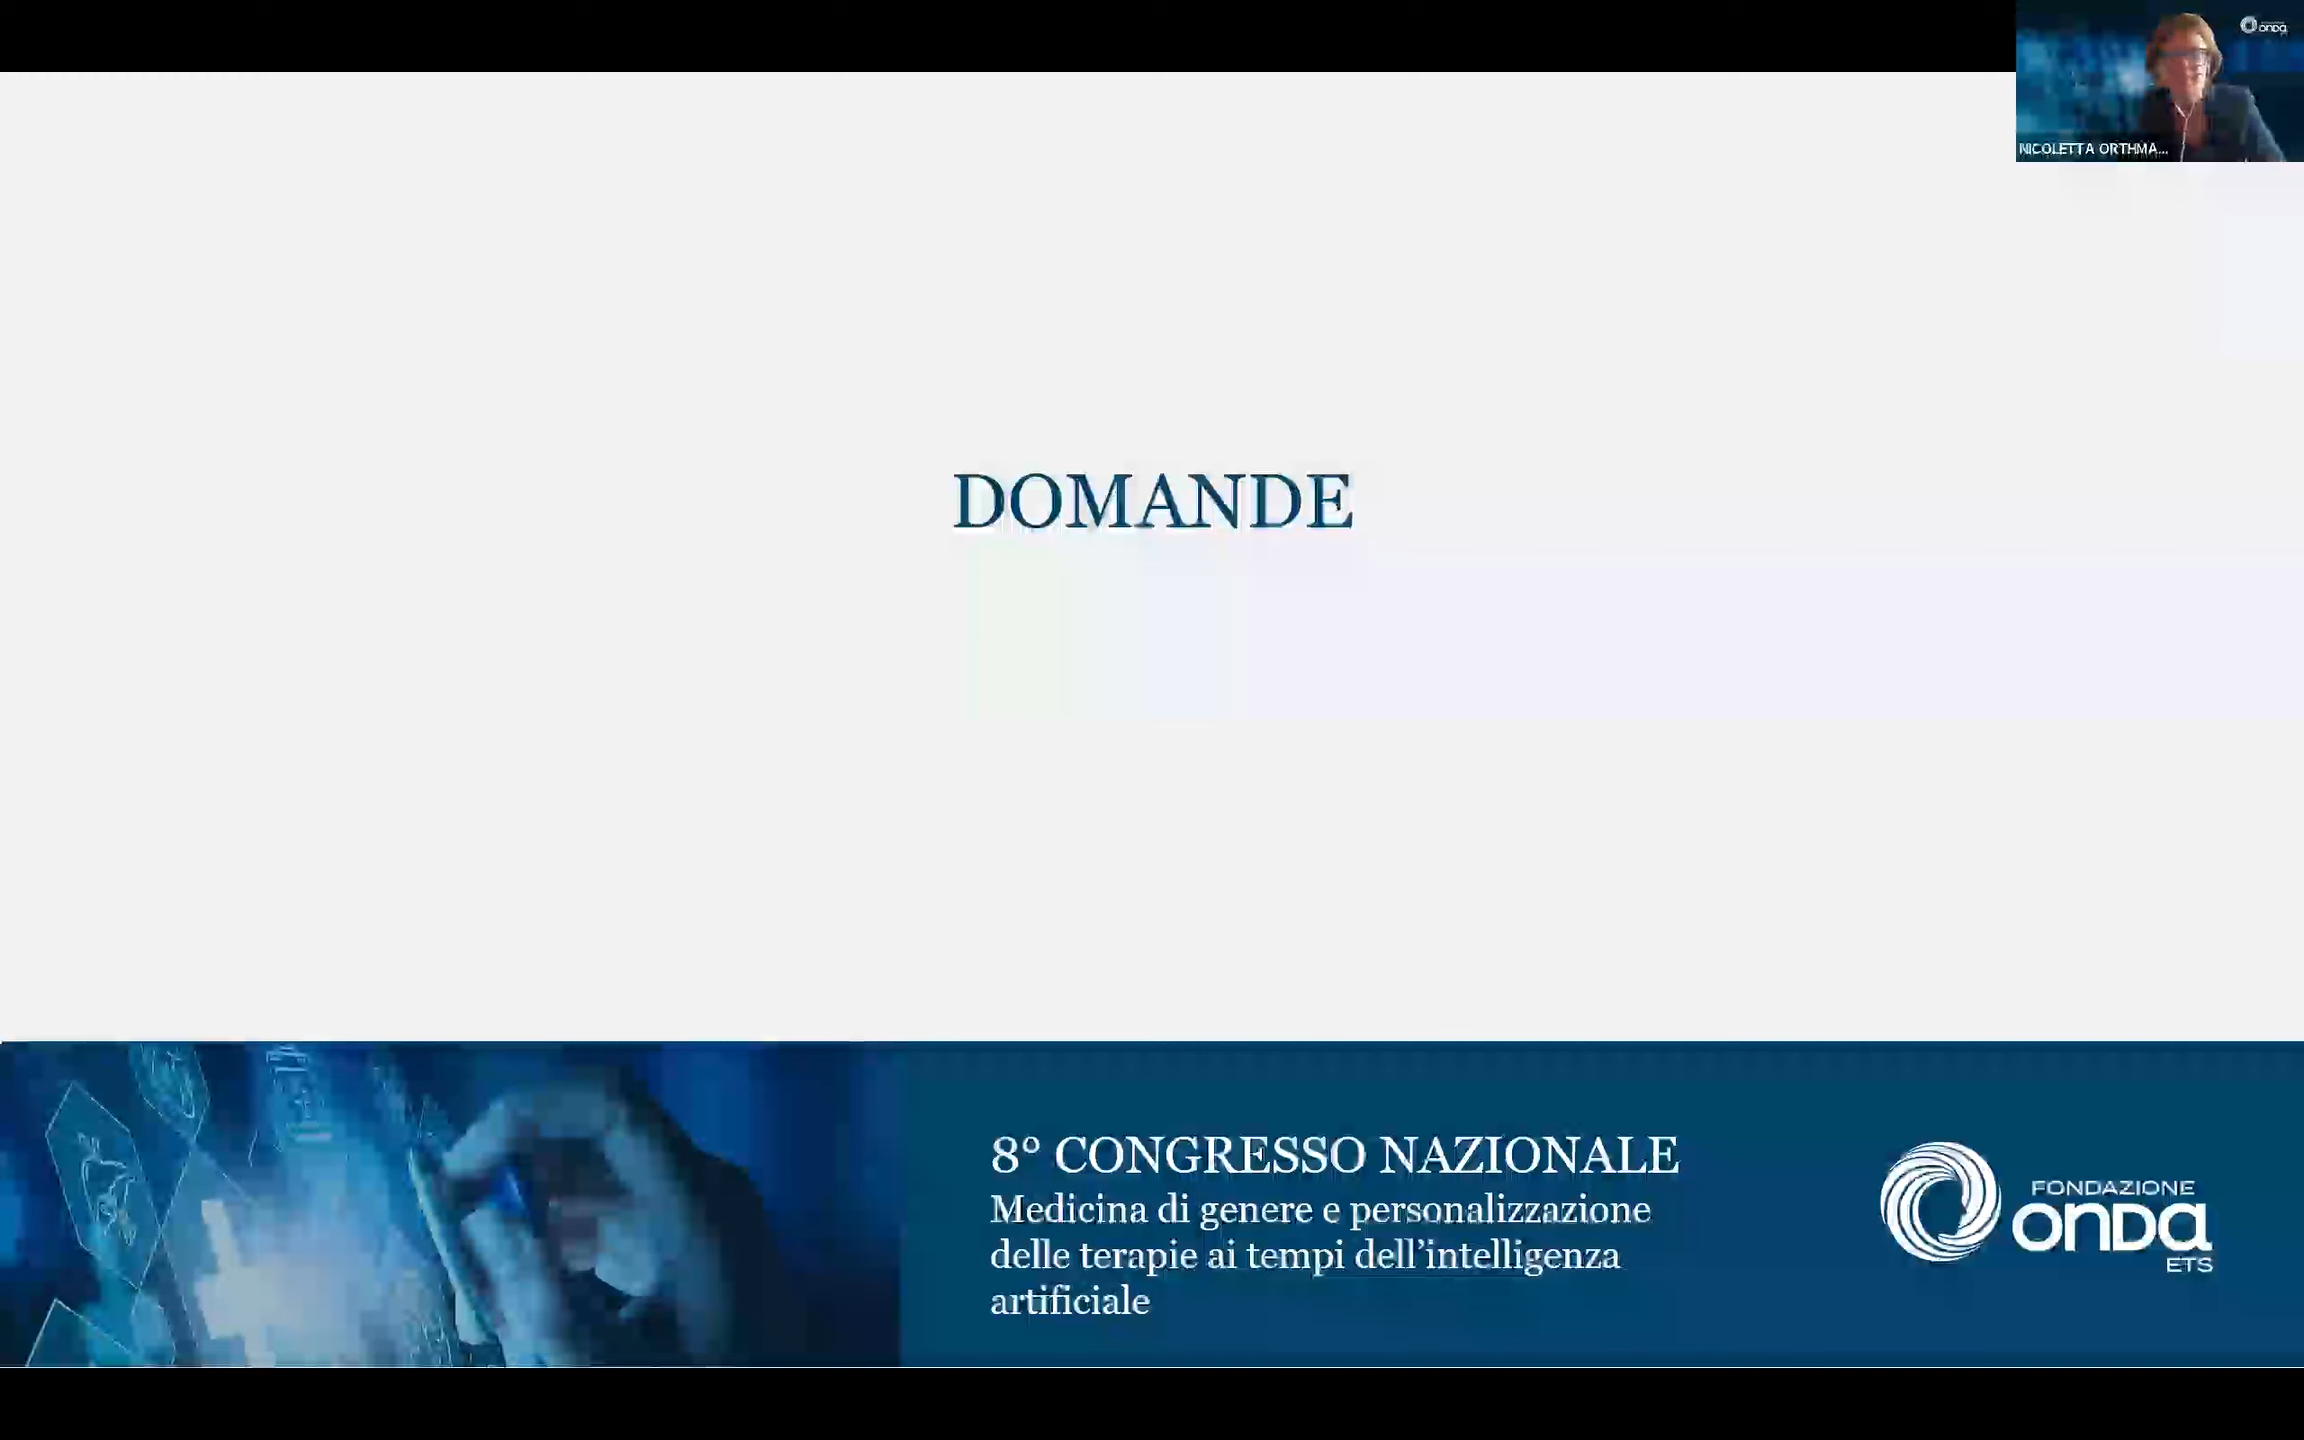 onda
NICOLETTA ORTHMA...
DOMANDE
8° CONGRESSO NAZIONALE
Medicina di genere e personalizzazione
delle terapie ai tempi dell'intelligenza
artificiale
FONDAZIONE
onda
ETS